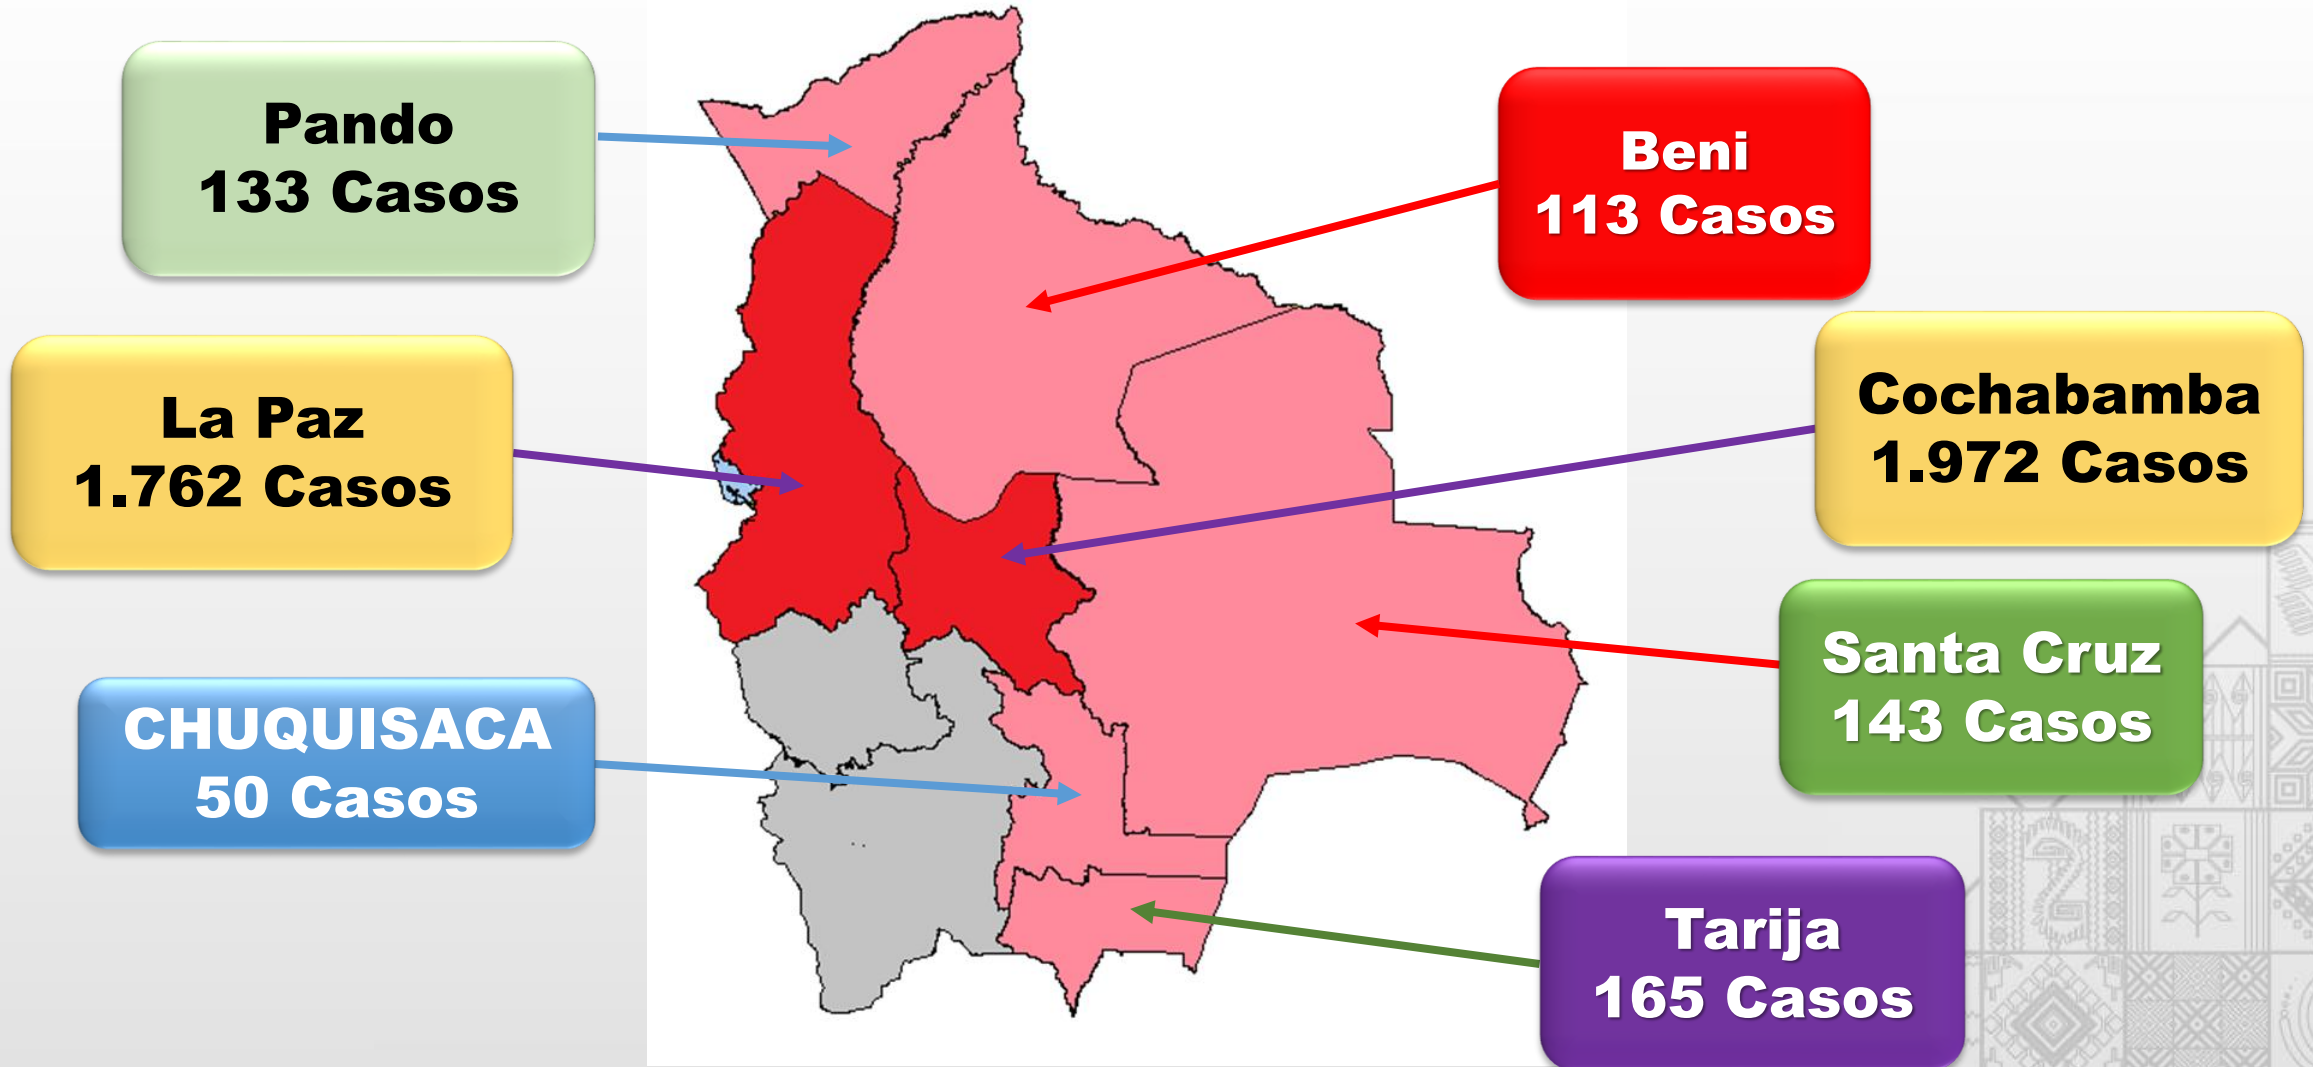 Pando
133 Casos
Beni
113 Casos
La Paz
1.762 Casos
Cochabamba
1.972 Casos
CHUQUISACA
50 Casos
Santa Cruz
143 Casos
Tarija
165 Casos